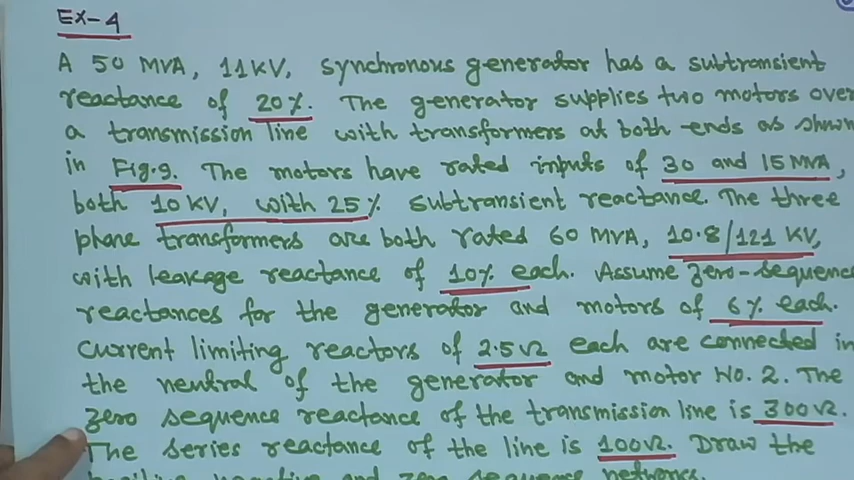 EX-4
A 50 MVA, 11KV, synchronous generator has a subtransient
reactance of 20%. The generator supplies two motors over
a transmission line with transformers at both ends as shown
in Fig.9. The motors have rated inputs of 30 and 15 MVA,
both 10 KV, with 25% subtransient reactance. The three
phase transformers are both rated 60 MVA, 10.8/121 KV,
with leakage reactance of 10% each. Assume zero-sequence
reactances for the generator and motors of 6% each.
current limiting reactors of 2.5Ω each are connected in
the neutral of the generator and motor No. 2. The
zero sequence reactance of the transmission line is 300Ω.
The series reactance of the line is 100Ω. Draw the
negative and zero sequence networks.